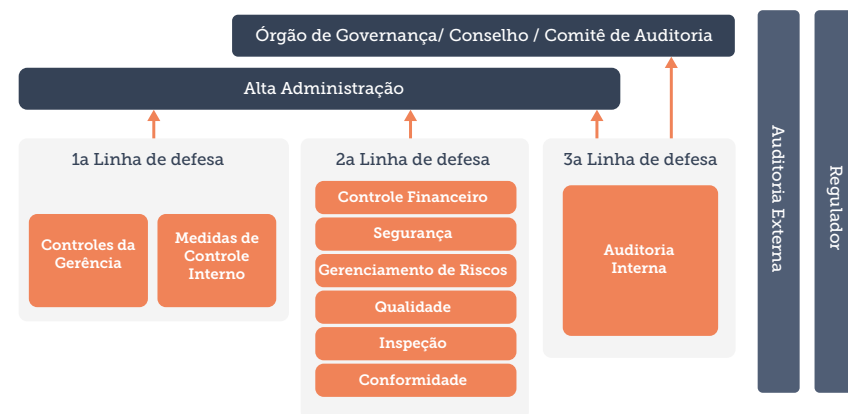 Órgão de Governança/ Conselho / Comitê de Auditoria
Alta Administração
1a Linha de defesa
Controles da
Gerência
Medidas de
Controle
Interno
2a Linha de defesa
Controle Financeiro
Segurança
Gerenciamento de Riscos
Qualidade
Inspeção
Conformidade
3a Linha de defesa
Auditoria
Interna
Auditoria Externa
Regulador